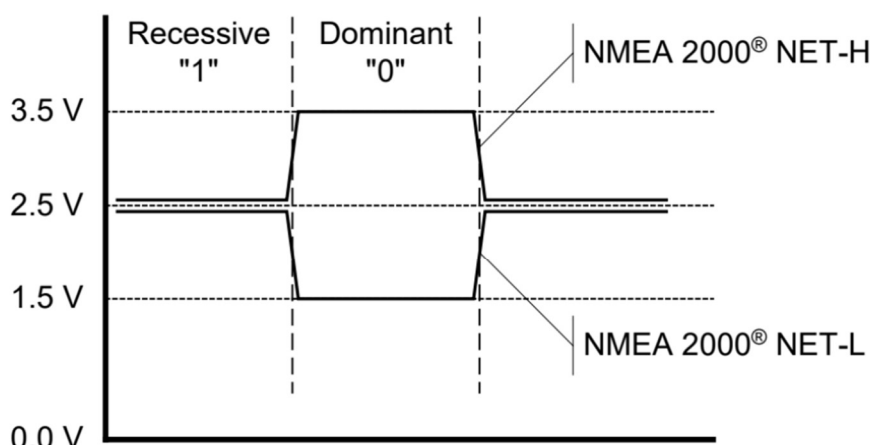 Recessive
"1"
Dominant
"0"
NMEA 2000® NET-H
3.5 V
2.5 V
1.5 V
NMEA 2000® NET-L
0.0 V